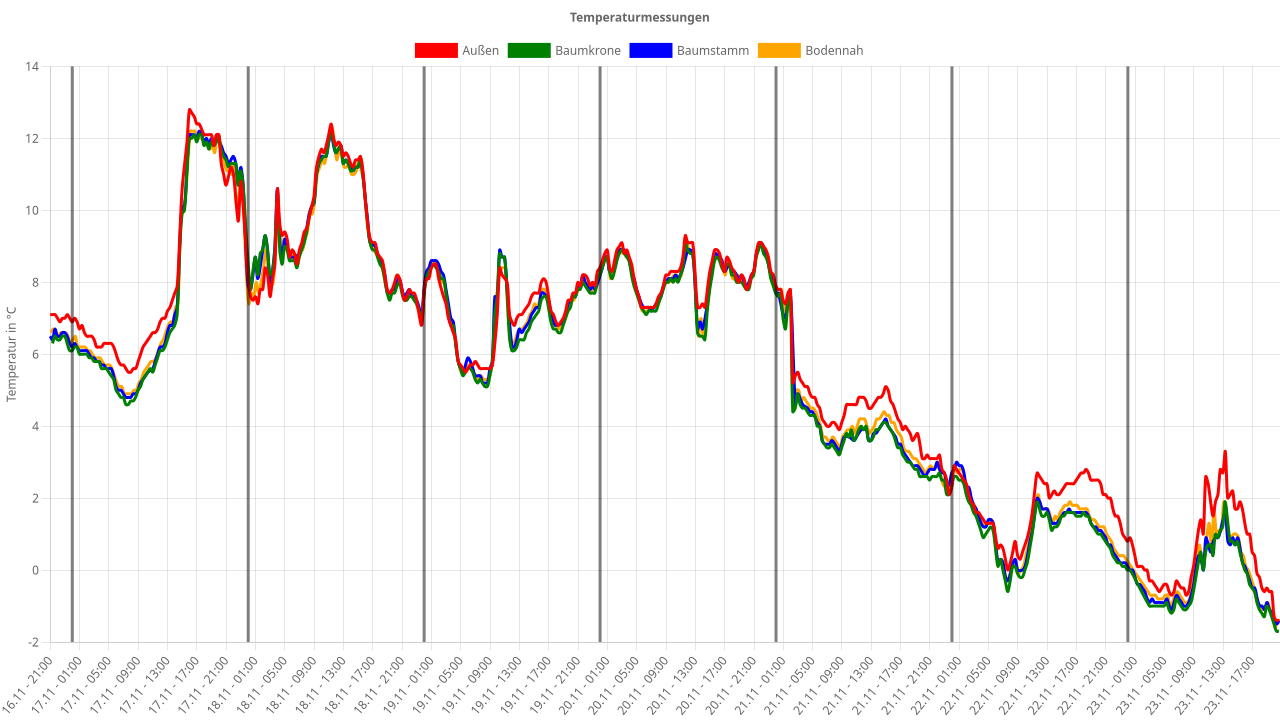 Temperaturmessungen
Außen Baumkrone Baumstamm Bodennah
Temperatur in °C
14
12
10
8
6
4
2
0
-2
16.11 - 21:00
17.11 - 01:00
17.11 - 05:00
17.11 - 09:00
17.11 - 13:00
17.11 - 17:00
17.11 - 21:00
18.11 - 01:00
18.11 - 05:00
18.11 - 09:00
18.11 - 13:00
18.11 - 17:00
18.11 - 21:00
19.11 - 01:00
19.11 - 05:00
19.11 - 09:00
19.11 - 13:00
19.11 - 17:00
19.11 - 21:00
20.11 - 01:00
20.11 - 05:00
20.11 - 09:00
20.11 - 13:00
20.11 - 17:00
20.11 - 21:00
21.11 - 01:00
21.11 - 05:00
21.11 - 09:00
21.11 - 13:00
21.11 - 17:00
21.11 - 21:00
22.11 - 01:00
22.11 - 05:00
22.11 - 09:00
22.11 - 13:00
22.11 - 17:00
22.11 - 21:00
23.11 - 01:00
23.11 - 05:00
23.11 - 09:00
23.11 - 13:00
23.11 - 17:00